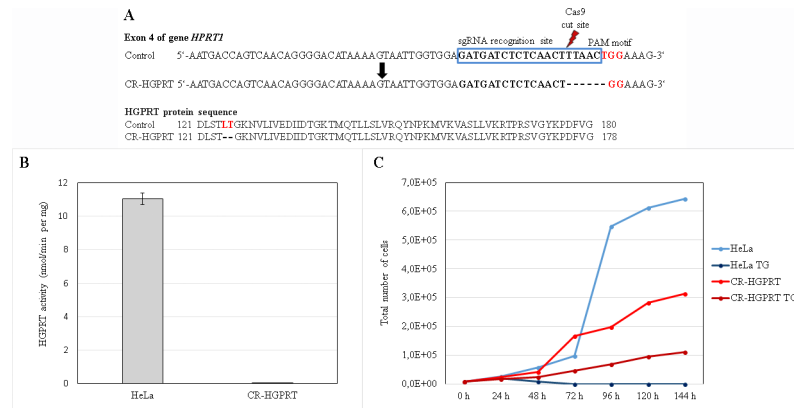 A
Cas9
cut site
Exon 4 of gene HPRT1
sgRNA recognition site
PAM motif
Control 5'-AATGACCAGTCAACAGGGGACATAAAAGTAATTGGTGGAGATGATCTCTCAACTTTAACTGGAAAG-3'
CR-HGPRT 5'-AATGACCAGTCAACAGGGGACATAAAAGTAATTGGTGGAGATGATCTCTCAACT------GGAAAG-3'
HGPRT protein sequence
Control 121 DLSTLTGKNVLIVEDIIDTGKTMQTLLSLVRQYNPKMVKVASLLVKRTPRSVGYKPDFVG 180
CR-HGPRT 121 DLST--GKNVLIVEDIIDTGKTMQTLLSLVRQYNPKMVKVASLLVKRTPRSVGYKPDFVG 178
B
HGPRT activity (nmol/min per mg)
12
10
8
6
4
2
0
HeLa CR-HGPRT
C
Total number of cells
7,0E+05
6,0E+05
5,0E+05
4,0E+05
3,0E+05
2,0E+05
1,0E+05
0,0E+00
0 h 24 h 48 h 72 h 96 h 120 h 144 h
HeLa
HeLa TG
CR-HGPRT
CR-HGPRT TG